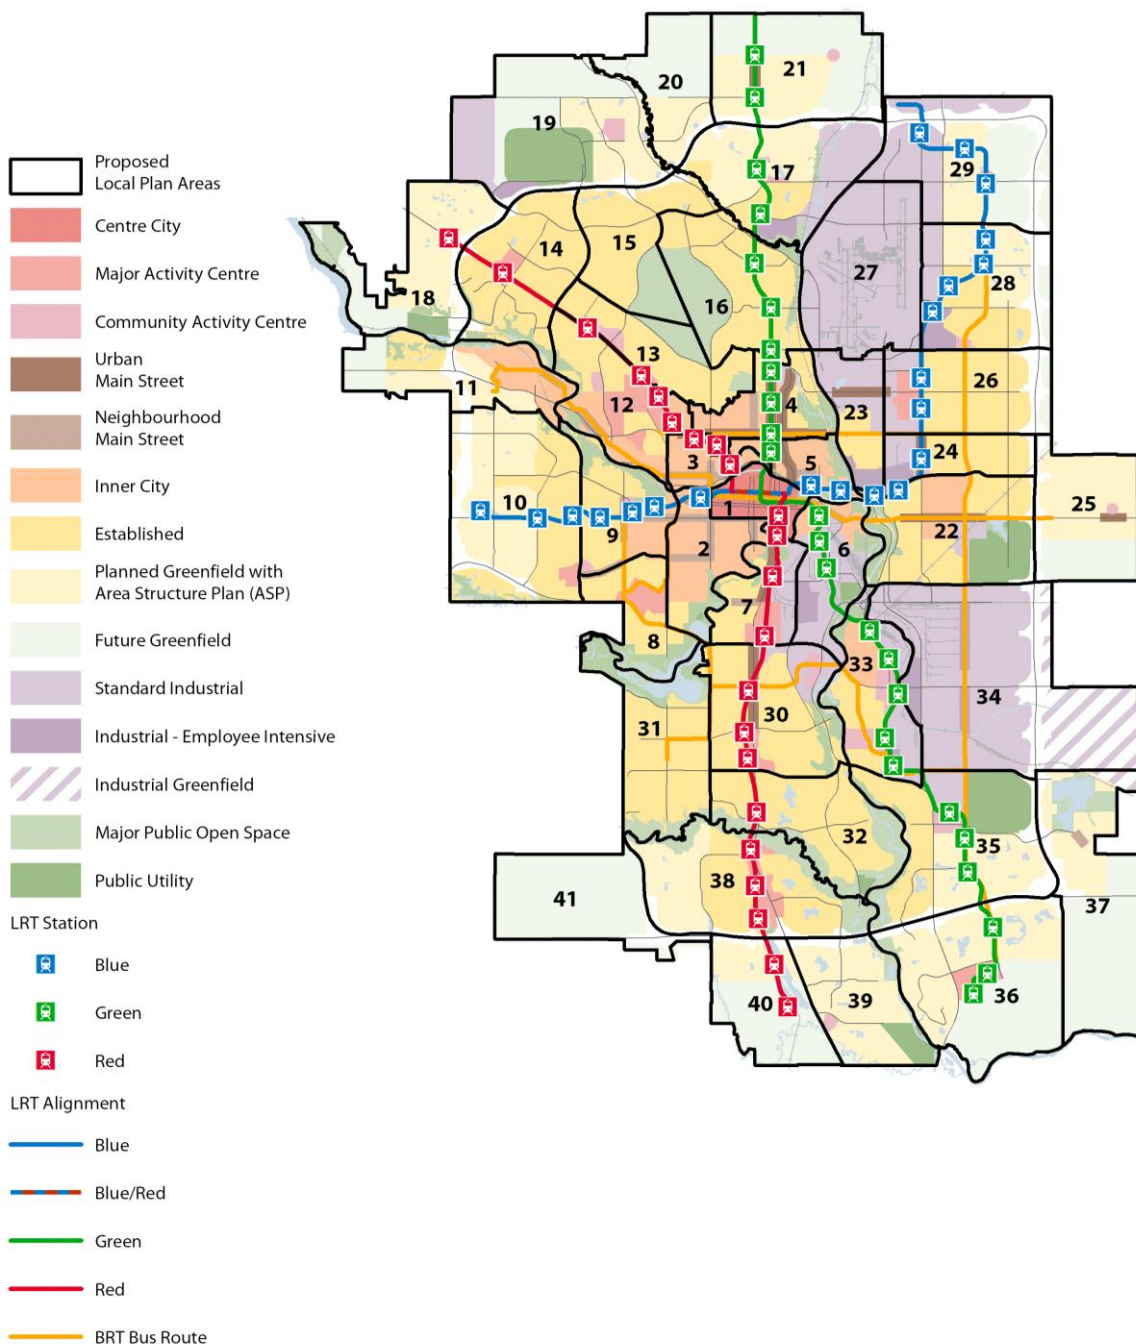 Proposed
Local Plan Areas
Centre City
Major Activity Centre
Community Activity Centre
Urban
Main Street
Neighbourhood
Main Street
Inner City
Established
Planned Greenfield with
Area Structure Plan (ASP)
Future Greenfield
Standard Industrial
Industrial - Employee Intensive
Industrial Greenfield
Major Public Open Space
Public Utility
LRT Station
Blue
Green
Red
LRT Alignment
Blue
Blue/Red
Green
Red
BRT Bus Route
20
21
19
17
29
14
15
27
28
18
16
13
26
11
12
4
23
3
5
24
10
1
25
9
22
2
6
7
8
33
31
30
34
32
35
38
41
37
40
39
36